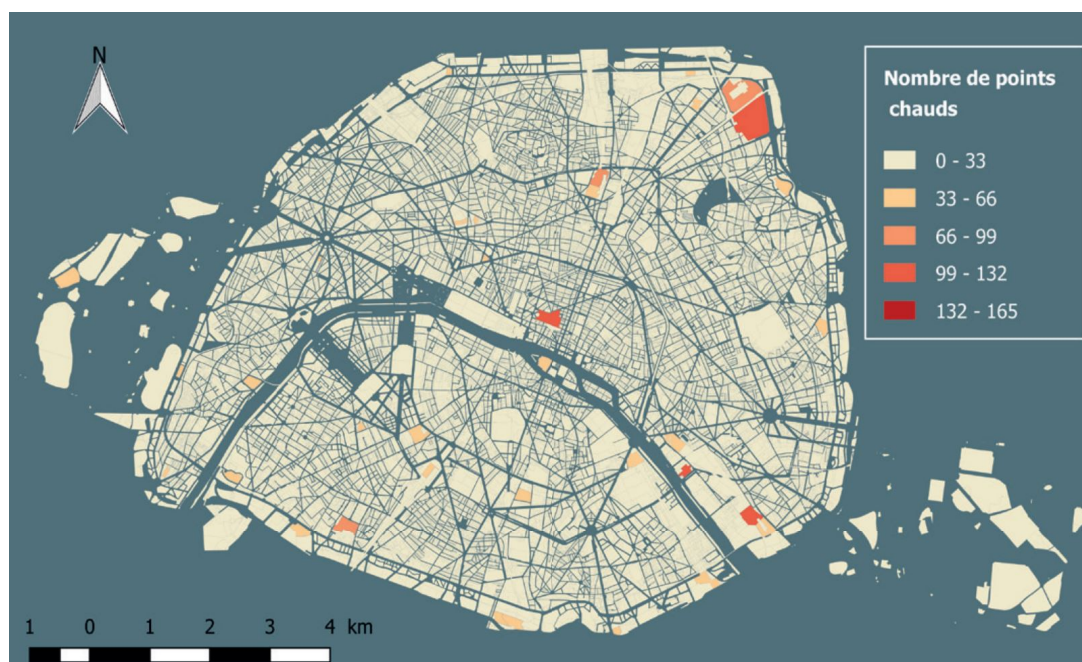 N
Nombre de points
chauds
0 - 33
33 - 66
66 - 99
99 - 132
132 - 165
1 0 1 2 3 4 km